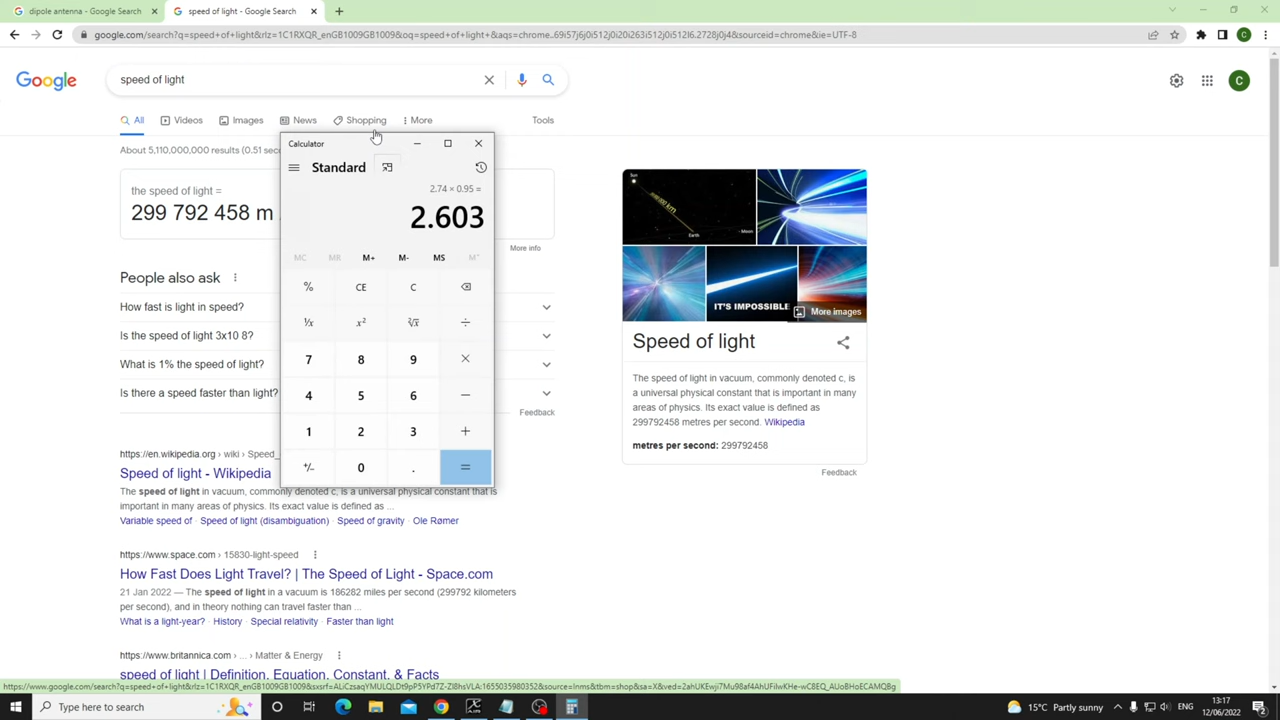 dipole antenna - Google Search
speed of light - Google Search
google.com/search?q=speed+of+light&rlz=1C1RXQR_enGB1009GB1009&oq=speed+of+light+&aqs=chrome..69i57j6j0i512j0i20i263i512j0i512l6.2728j0j4&sourceid=chrome&ie=UTF-8
C
Google
speed of light
C
All
Videos
Images
News
Shopping
More
Tools
About 5,110,000,000 results (0.51 sec
the speed of light =
299 792 458 m
More info
Calculator
Standard
2.74 × 0.95 =
2.603
MC MR M+ M- MS M˅
% CE C
¹/x x² ²√x ÷
7 8 9 ×
4 5 6 −
1 2 3 +
+/- 0 . =
People also ask
How fast is light in speed?
Is the speed of light 3x10 8?
What is 1% the speed of light?
Is there a speed faster than light?
Feedback
https://en.wikipedia.org › wiki › Speed_
Speed of light - Wikipedia
The speed of light in vacuum, commonly denoted c, is a universal physical constant that is
important in many areas of physics. Its exact value is defined as ...
Variable speed of · Speed of light (disambiguation) · Speed of gravity · Ole Rømer
https://www.space.com › 15830-light-speed
How Fast Does Light Travel? | The Speed of Light - Space.com
21 Jan 2022 — The speed of light in a vacuum is 186282 miles per second (299792 kilometers
per second), and in theory nothing can travel faster than ...
What is a light-year? · History · Special relativity · Faster than light
https://www.britannica.com › ... › Matter & Energy
speed of light | Definition, Equation, Constant, & Facts
Sun
Earth
Moon
IT'S IMPOSSIBLE
More images
Speed of light
The speed of light in vacuum, commonly denoted c, is
a universal physical constant that is important in many
areas of physics. Its exact value is defined as
299792458 metres per second. Wikipedia
metres per second: 299792458
Feedback
Type here to search
15°C Partly sunny
ENG
13:17
12/06/2022
2